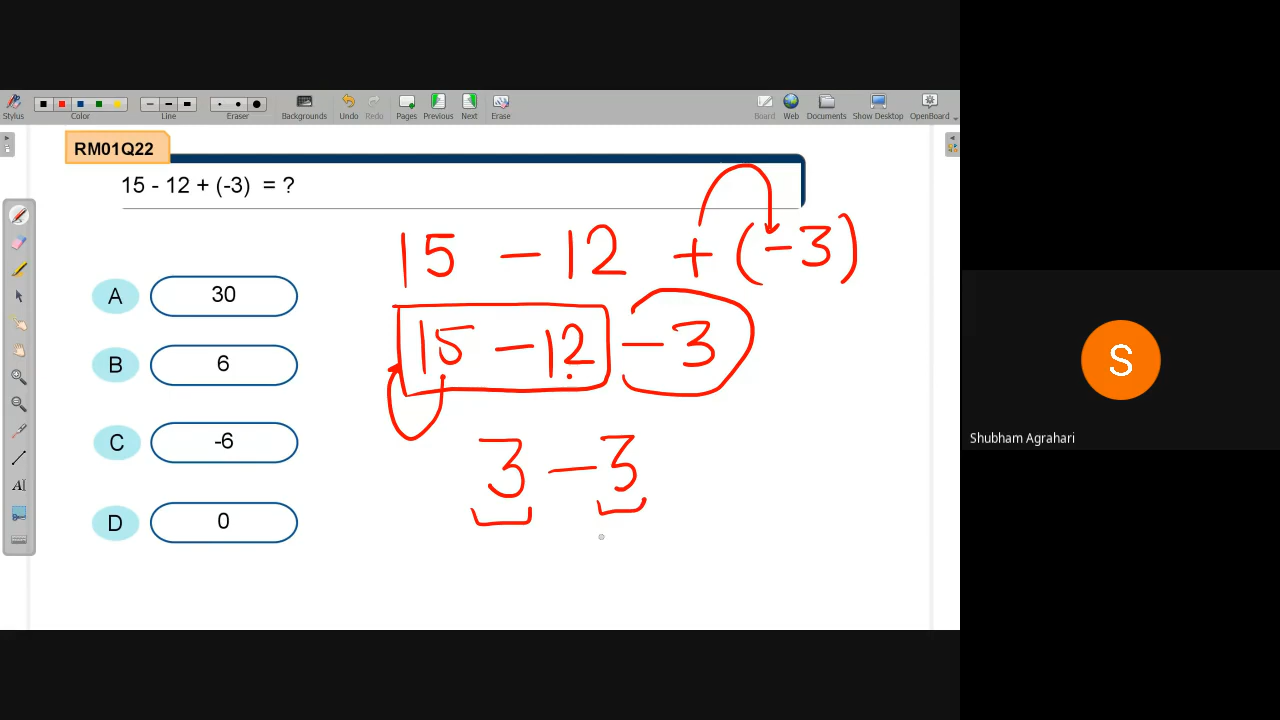 Stylus
Color
Line
Eraser
Backgrounds
Undo
Redo
Pages
Previous
Next
Erase
Board
Web
Documents
Show Desktop
OpenBoard
RM01Q22
15 - 12 + (-3) = ?
15 - 12 + (-3)
15 - 12 - 3
3 - 3
A 30
B 6
C -6
D 0
S
Shubham Agrahari